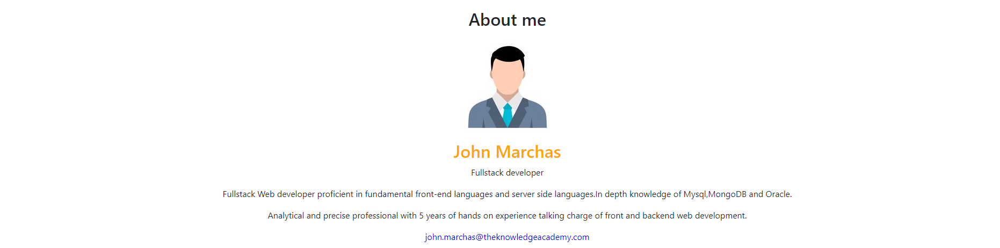 About me
John Marchas
Fullstack developer
Fullstack Web developer proficient in fundamental front-end languages and server side languages.In depth knowledge of Mysql,MongoDB and Oracle.
Analytical and precise professional with 5 years of hands on experience talking charge of front and backend web development.
john.marchas@theknowledgeacademy.com